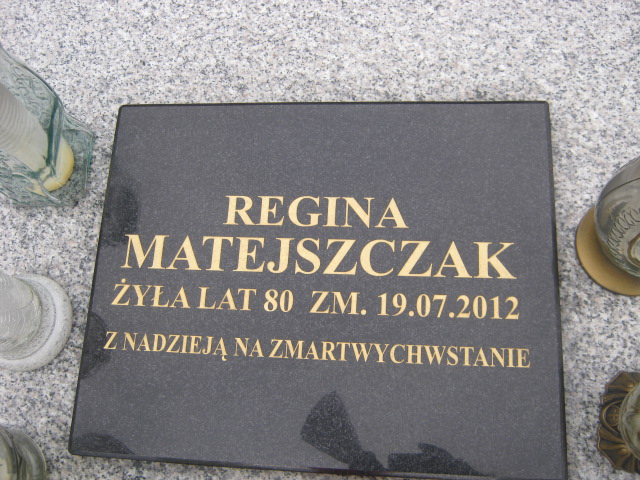 REGINA
MATEJSZCZAK
ŻYŁA LAT 80 ZM. 19.07.2012
Z NADZIEJĄ NA ZMARTWYCHWSTANIE